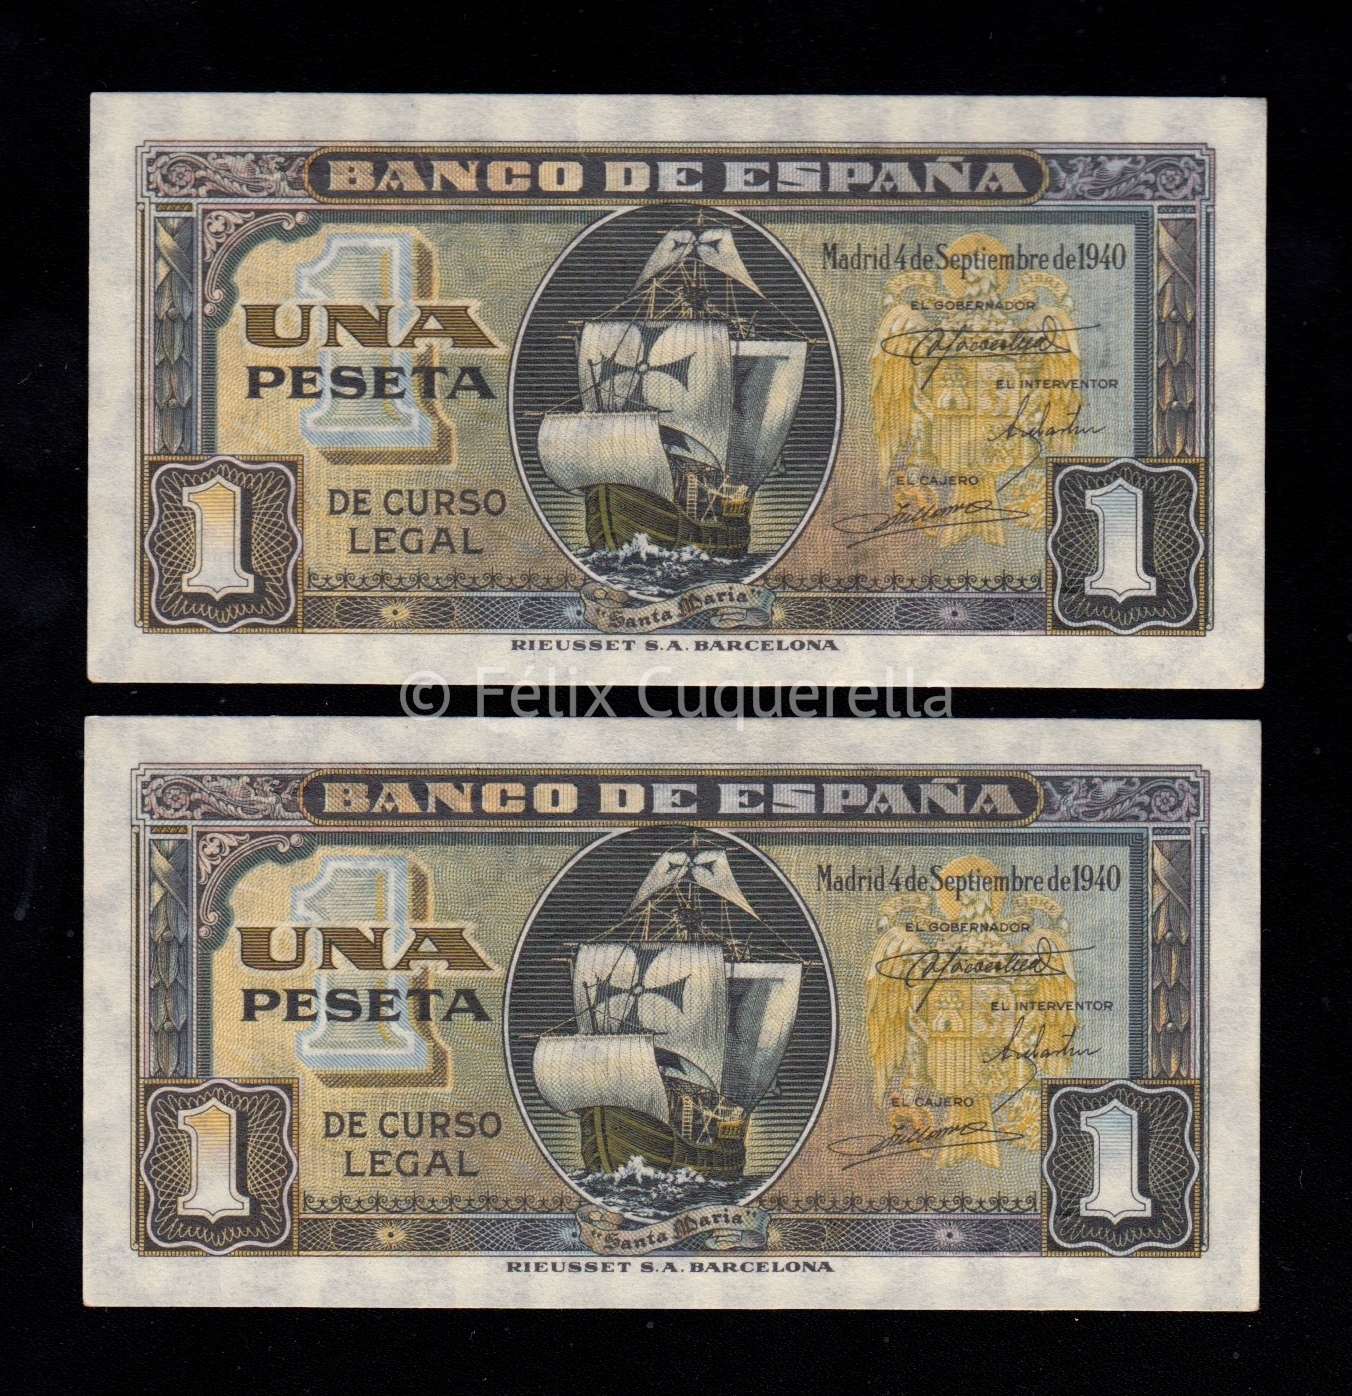 BANCO DE ESPAÑA
1
Madrid 4 de Septiembre de 1940
EL GOBERNADOR
UNA
PESETA
EL INTERVENTOR
EL CAJERO
DE CURSO
LEGAL
1
1
"Santa Maria"
RIEUSSET S.A. BARCELONA
© Félix Cuquerella
BANCO DE ESPAÑA
1
Madrid 4 de Septiembre de 1940
EL GOBERNADOR
UNA
PESETA
EL INTERVENTOR
EL CAJERO
DE CURSO
LEGAL
1
1
"Santa Maria"
RIEUSSET S.A. BARCELONA